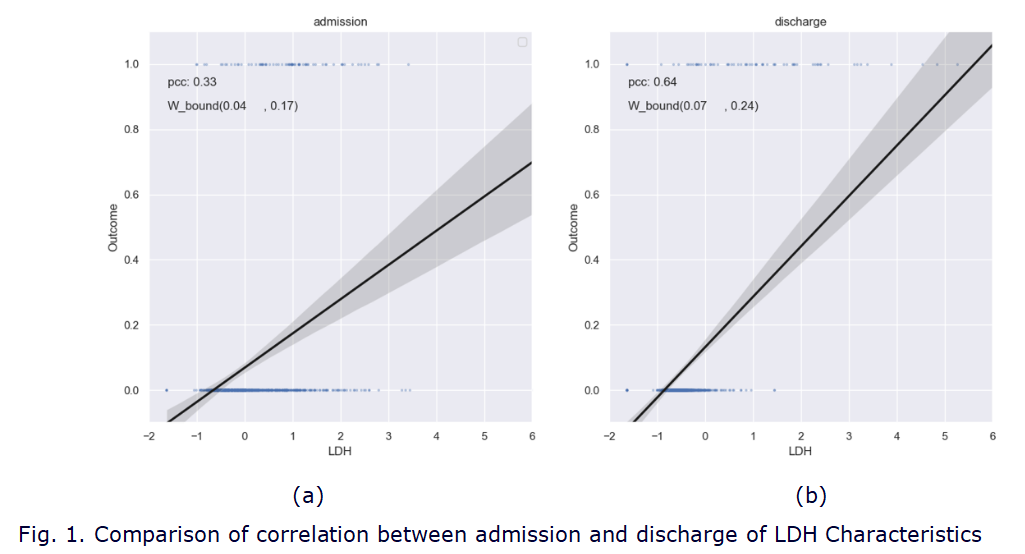 admission
1.0
0.8
0.6
0.4
0.2
0.0
Outcome
pcc: 0.33
W_bound(0.04 , 0.17)
−2 −1 0 1 2 3 4 5 6
LDH
(a)
discharge
1.0
0.8
0.6
0.4
0.2
0.0
Outcome
pcc: 0.64
W_bound(0.07 , 0.24)
−2 −1 0 1 2 3 4 5 6
LDH
(b)
Fig. 1. Comparison of correlation between admission and discharge of LDH Characteristics